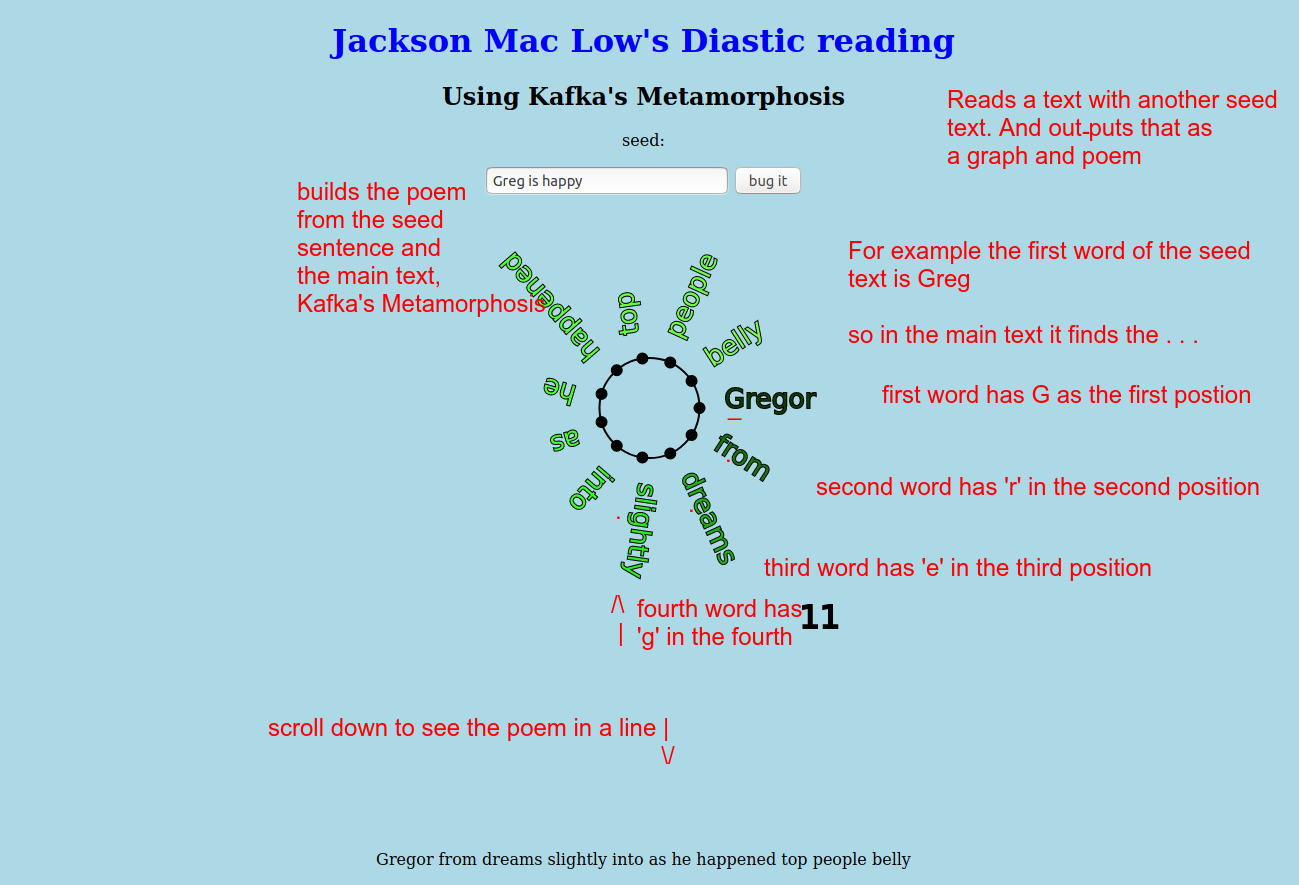 Jackson Mac Low's Diastic reading
Using Kafka's Metamorphosis
Reads a text with another seed
text. And out-puts that as
a graph and poem
seed:
Greg is happy
bug it
builds the poem
from the seed
sentence and
the main text,
Kafka's Metamorphosis
For example the first word of the seed
text is Greg
so in the main text it finds the . . .
first word has G as the first postion
second word has 'r' in the second position
third word has 'e' in the third position
fourth word has
'g' in the fourth
Gregor
from
dreams
slightly
into
as
he
happened
top
people
belly
11
scroll down to see the poem in a line
Gregor from dreams slightly into as he happened top people belly